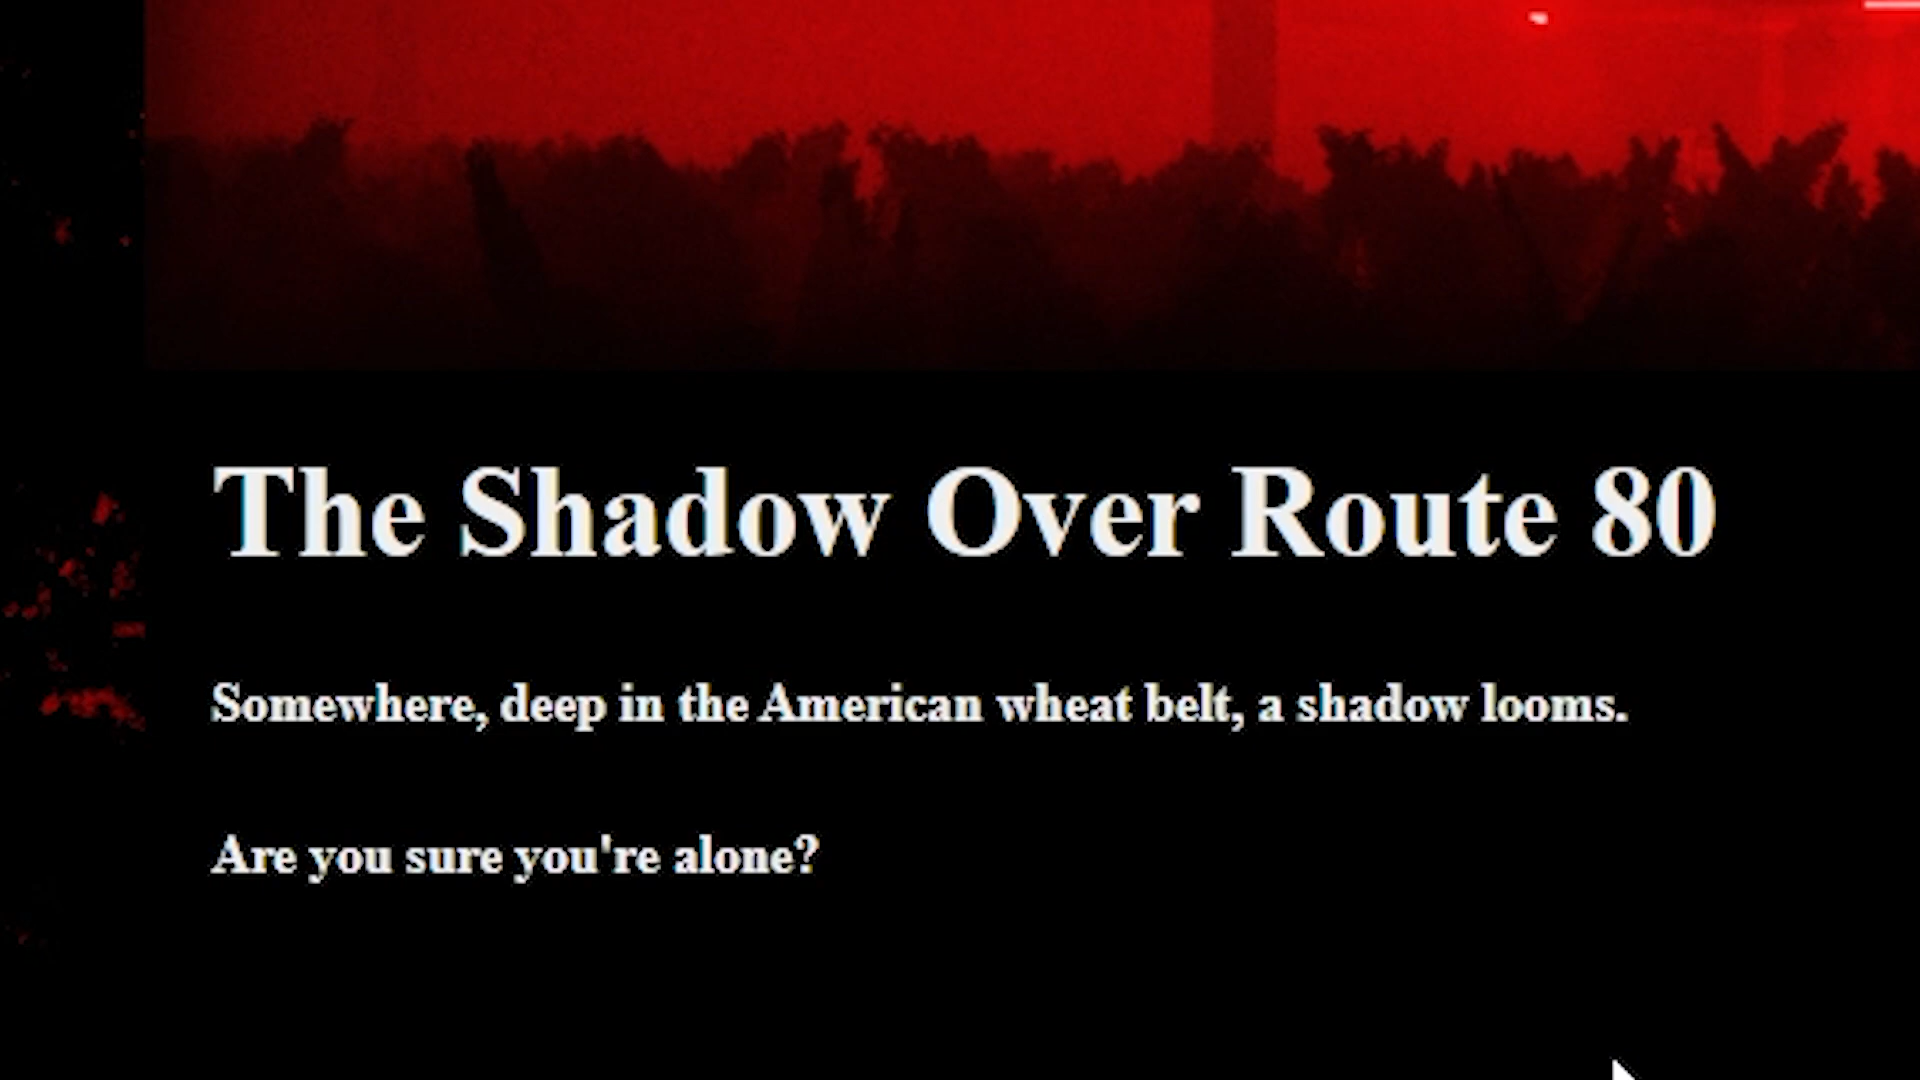 The Shadow Over Route 80
Somewhere, deep in the American wheat belt, a shadow looms.
Are you sure you're alone?